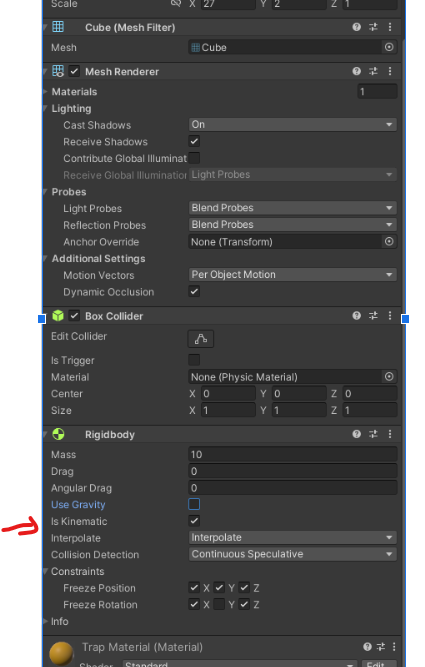 Scale X 27 Y 2 Z 1
Cube (Mesh Filter)
Mesh Cube
Mesh Renderer
Materials 1
Lighting
Cast Shadows On
Receive Shadows
Contribute Global Illuminat
Receive Global Illumination Light Probes
Probes
Light Probes Blend Probes
Reflection Probes Blend Probes
Anchor Override None (Transform)
Additional Settings
Motion Vectors Per Object Motion
Dynamic Occlusion
Box Collider
Edit Collider
Is Trigger
Material None (Physic Material)
Center X 0 Y 0 Z 0
Size X 1 Y 1 Z 1
Rigidbody
Mass 10
Drag 0
Angular Drag 0
Use Gravity
Is Kinematic
Interpolate Interpolate
Collision Detection Continuous Speculative
Constraints
Freeze Position X Y Z
Freeze Rotation X Y Z
Info
Trap Material (Material)
Shader Standard Edit